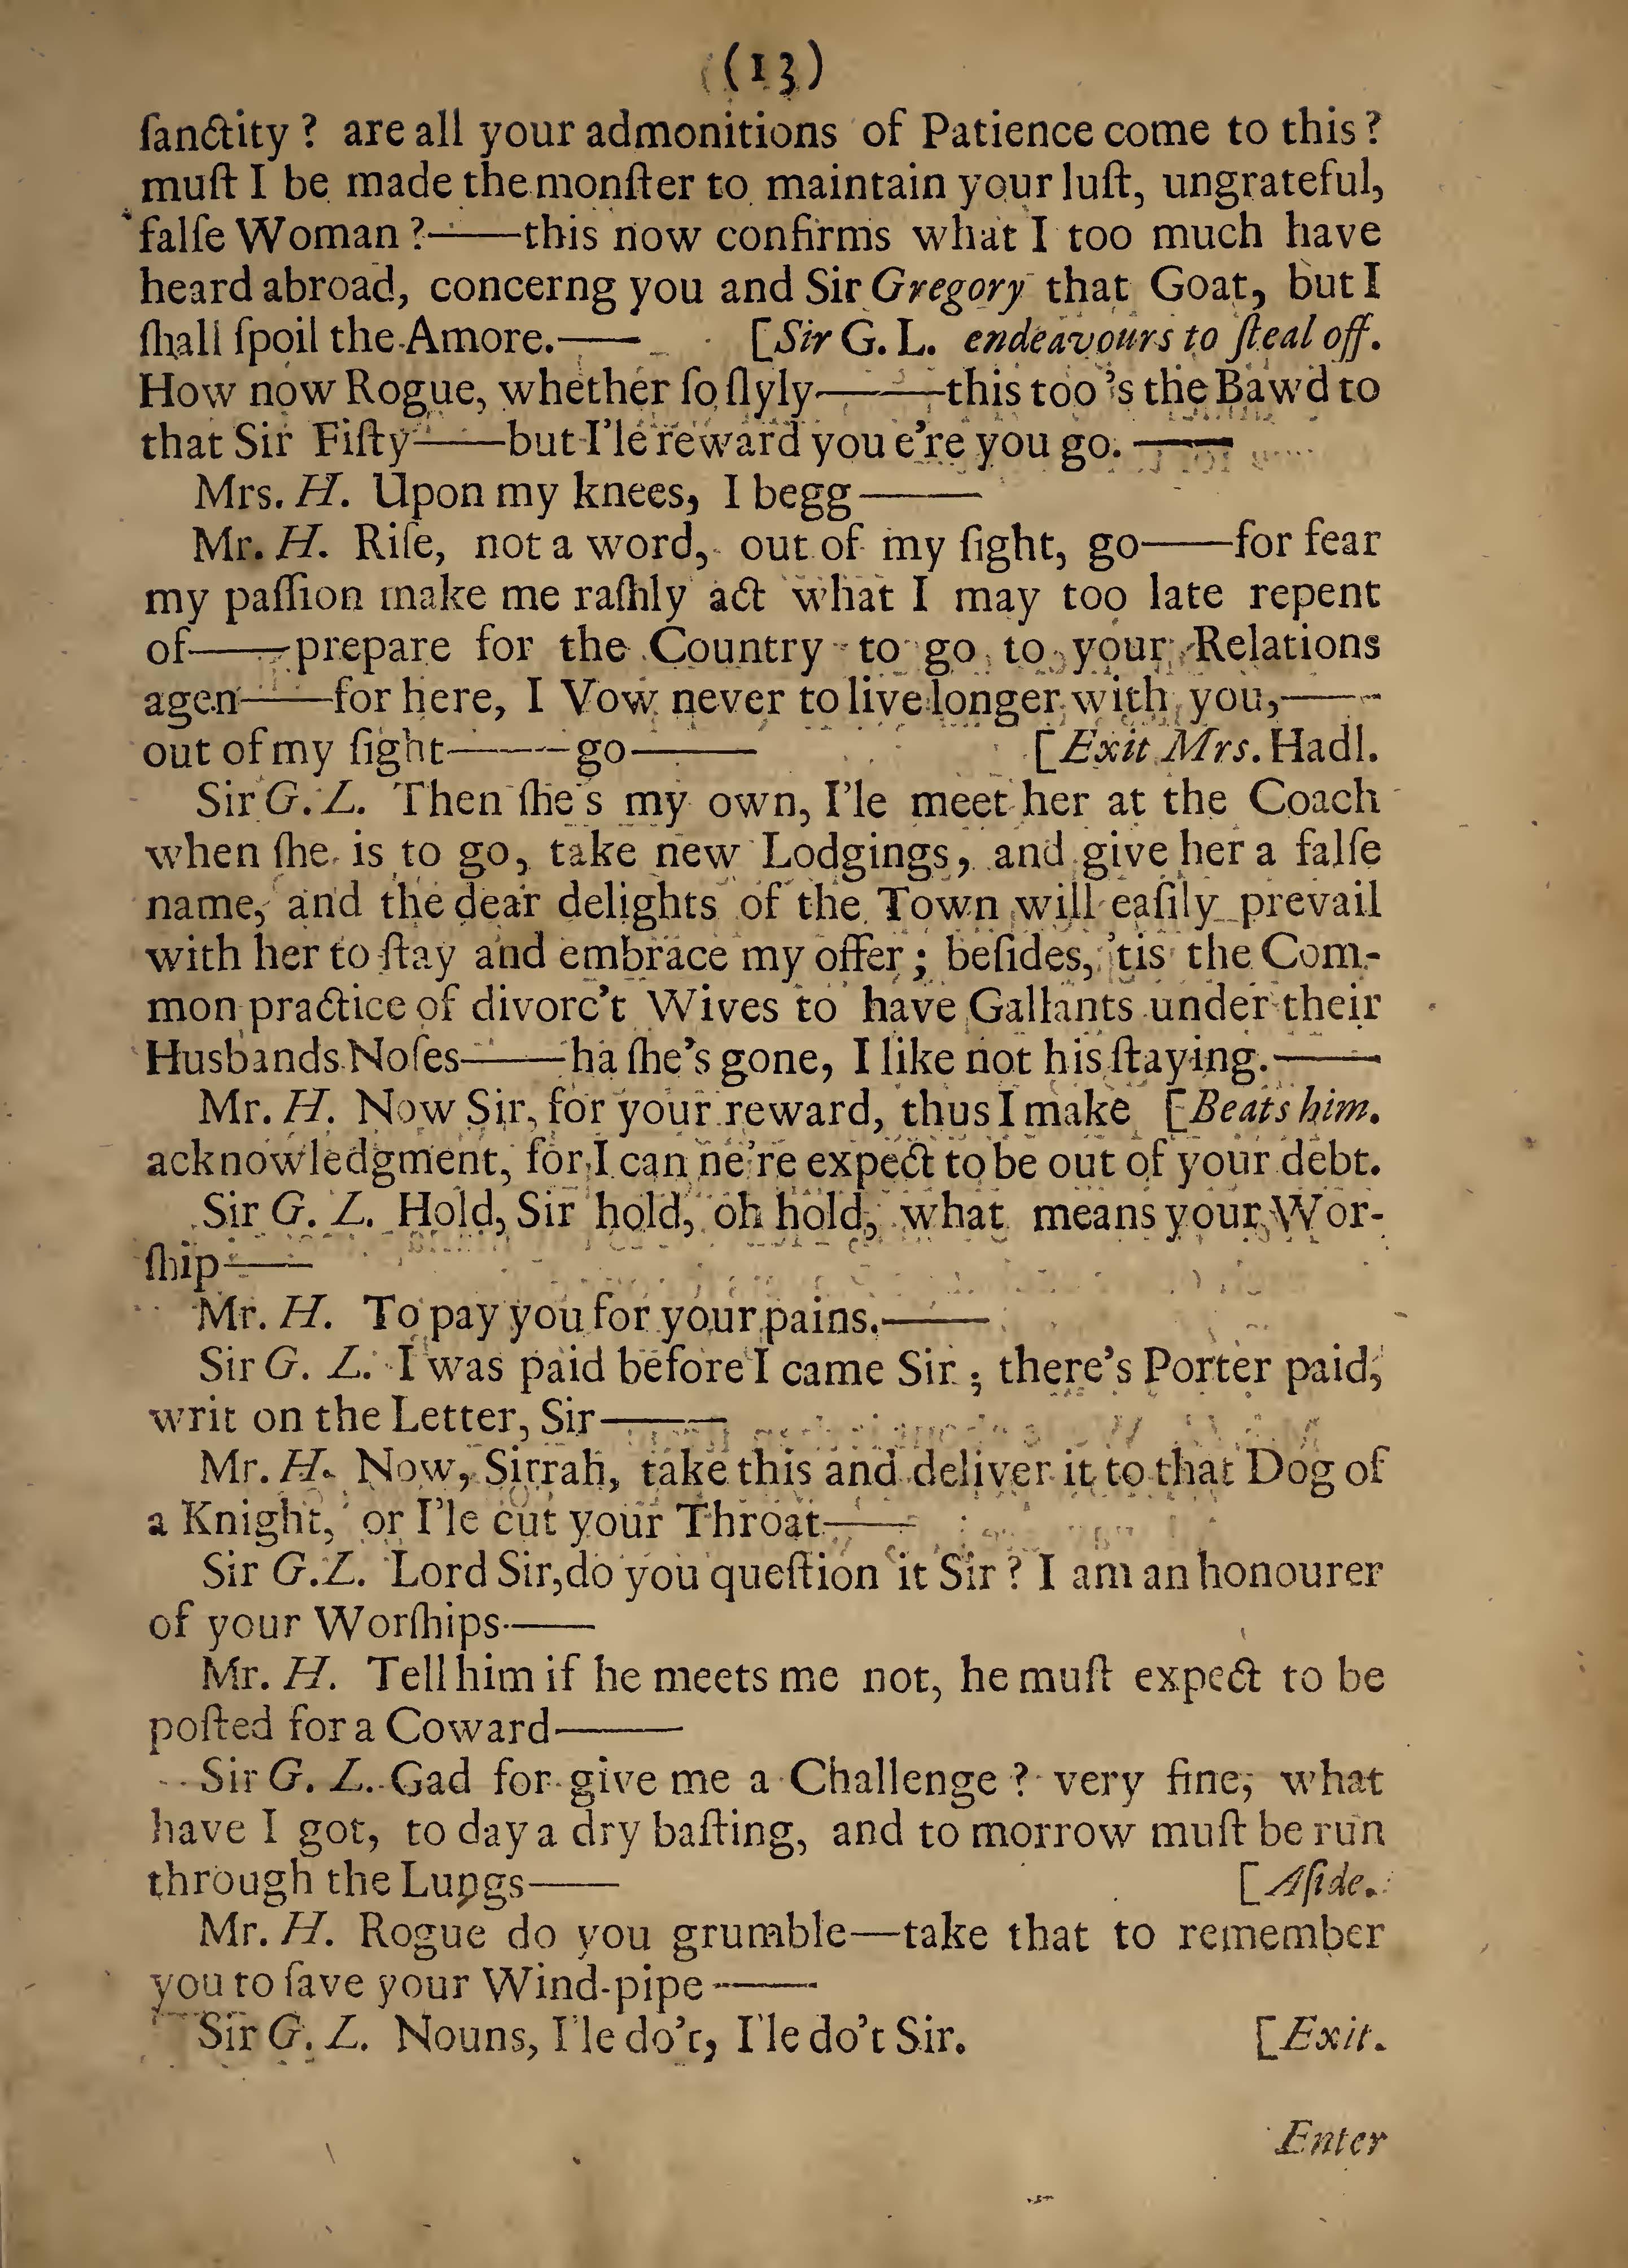 (13)
ſanctity ? are all your admonitions of Patience come to this ?
muſt I be made the monſter to maintain your luſt, ungrateful,
falſe Woman ?——this now confirms what I too much have
heard abroad, concerng you and Sir Gregory that Goat, but I
ſhall ſpoil the Amore.—— [Sir G. L. endeavours to ſteal off.
How now Rogue, whether ſo ſlyly———this too 's the Bawd to
that Sir Fiſty——but I'le reward you e're you go.——
Mrs. H. Upon my knees, I begg———
Mr. H. Riſe, not a word, out of my ſight, go——for fear
my paſſion make me raſhly act what I may too late repent
of——prepare for the Country to go to your Relations
agen——for here, I Vow never to live longer with you,——
out of my ſight———go——— [Exit Mrs. Hadl.
Sir G. L. Then ſhe's my own, I'le meet her at the Coach
when ſhe is to go, take new Lodgings, and give her a falſe
name, and the dear delights of the Town will eaſily prevail
with her to ſtay and embrace my offer ; beſides, 'tis the Com-
mon practice of divorc't Wives to have Gallants under their
Husbands Noſes——ha ſhe's gone, I like not his ſtaying.——
Mr. H. Now Sir, for your reward, thus I make [Beats him.
acknowledgment, for I can ne're expect to be out of your debt.
Sir G. L. Hold, Sir hold, oh hold, what means your Wor-
ſhip——
Mr. H. To pay you for your pains.——
Sir G. L. I was paid before I came Sir ; there's Porter paid,
writ on the Letter, Sir———
Mr. H. Now, Sirrah, take this and deliver it to that Dog of
a Knight, or I'le cut your Throat——
Sir G. L. Lord Sir, do you queſtion it Sir ? I am an honourer
of your Worſhips——
Mr. H. Tell him if he meets me not, he muſt expect to be
poſted for a Coward———
Sir G. L. Gad for give me a Challenge ? very fine, what
have I got, to day a dry baſting, and to morrow muſt be run
through the Lungs—— [Aſide.
Mr. H. Rogue do you grumble—take that to remember
you to ſave your Wind-pipe——
Sir G. L. Nouns, I'le do't, I'le do't Sir. [Exit.
Enter